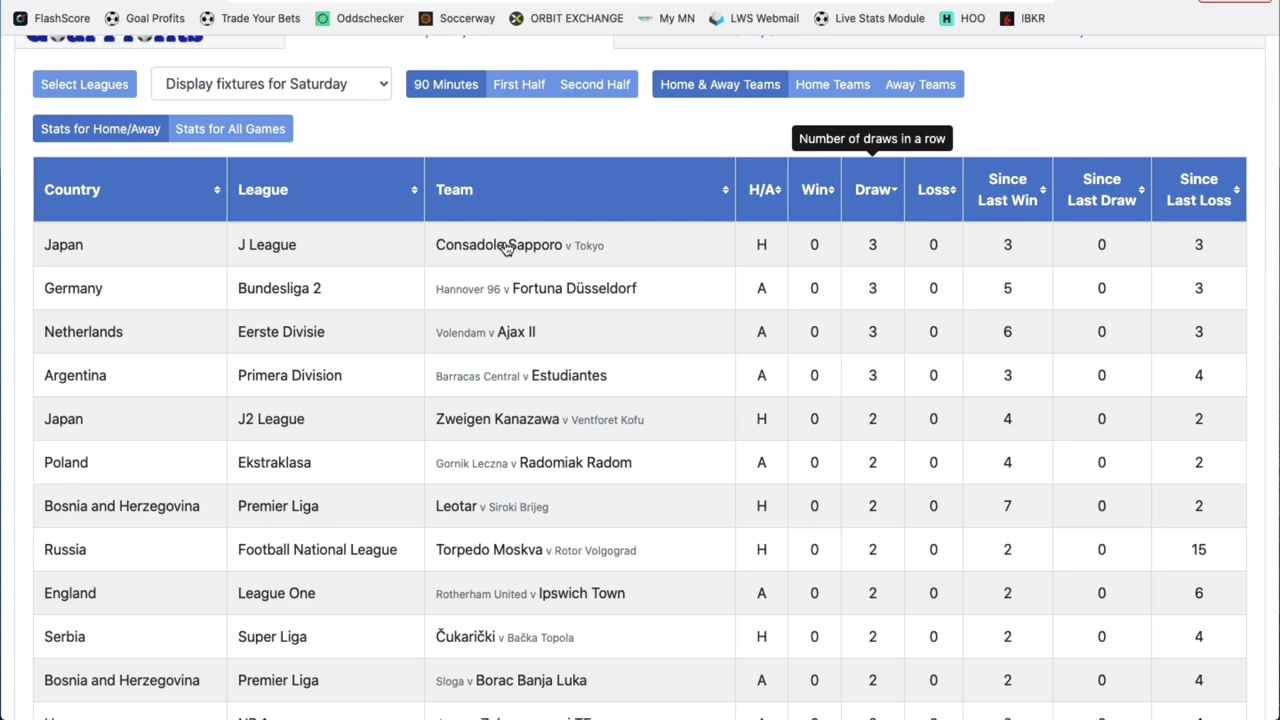 FlashScore Goal Profits Trade Your Bets Oddschecker Soccerway ORBIT EXCHANGE My MN LWS Webmail Live Stats Module HOO IBKR
Select Leagues Display fixtures for Saturday 90 Minutes First Half Second Half Home & Away Teams Home Teams Away Teams
Stats for Home/Away Stats for All Games
Number of draws in a row
Country League Team H/A Win Draw Loss Since Last Win Since Last Draw Since Last Loss
Japan J League Consadole Sapporo v Tokyo H 0 3 0 3 0 3
Germany Bundesliga 2 Hannover 96 v Fortuna Düsseldorf A 0 3 0 5 0 3
Netherlands Eerste Divisie Volendam v Ajax II A 0 3 0 6 0 3
Argentina Primera Division Barracas Central v Estudiantes A 0 3 0 3 0 4
Japan J2 League Zweigen Kanazawa v Ventforet Kofu H 0 2 0 4 0 2
Poland Ekstraklasa Gornik Leczna v Radomiak Radom A 0 2 0 4 0 2
Bosnia and Herzegovina Premier Liga Leotar v Siroki Brijeg H 0 2 0 7 0 2
Russia Football National League Torpedo Moskva v Rotor Volgograd H 0 2 0 2 0 15
England League One Rotherham United v Ipswich Town A 0 2 0 2 0 6
Serbia Super Liga Čukarički v Bačka Topola H 0 2 0 2 0 4
Bosnia and Herzegovina Premier Liga Sloga v Borac Banja Luka A 0 2 0 2 0 4